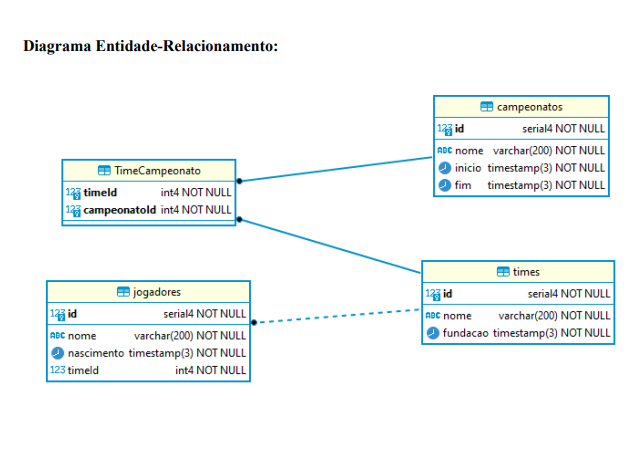 Diagrama Entidade-Relacionamento:
campeonatos
123 id serial4 NOT NULL
ABC nome varchar(200) NOT NULL
inicio timestamp(3) NOT NULL
fim timestamp(3) NOT NULL
TimeCampeonato
123 timeId int4 NOT NULL
123 campeonatoId int4 NOT NULL
times
123 id serial4 NOT NULL
ABC nome varchar(200) NOT NULL
fundacao timestamp(3) NOT NULL
jogadores
123 id serial4 NOT NULL
ABC nome varchar(200) NOT NULL
nascimento timestamp(3) NOT NULL
123 timeId int4 NOT NULL